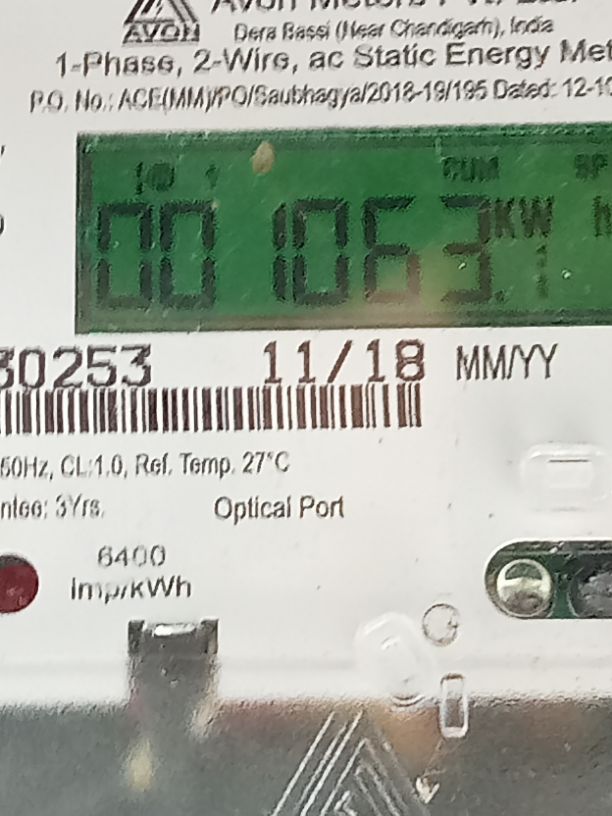 AVON
Dera Bassi (Near Chandigarh), India
1-Phase, 2-Wire, ac Static Energy Met
P.O. No.: ACE(MM)/PO/Saubhagya/2018-19/195 Dated: 12-10
CUM
001063.1 KW h
30253 11/18 MM/YY
50Hz, CL:1.0, Ref. Temp. 27°C
ntee: 3Yrs. Optical Port
6400
imp/kWh